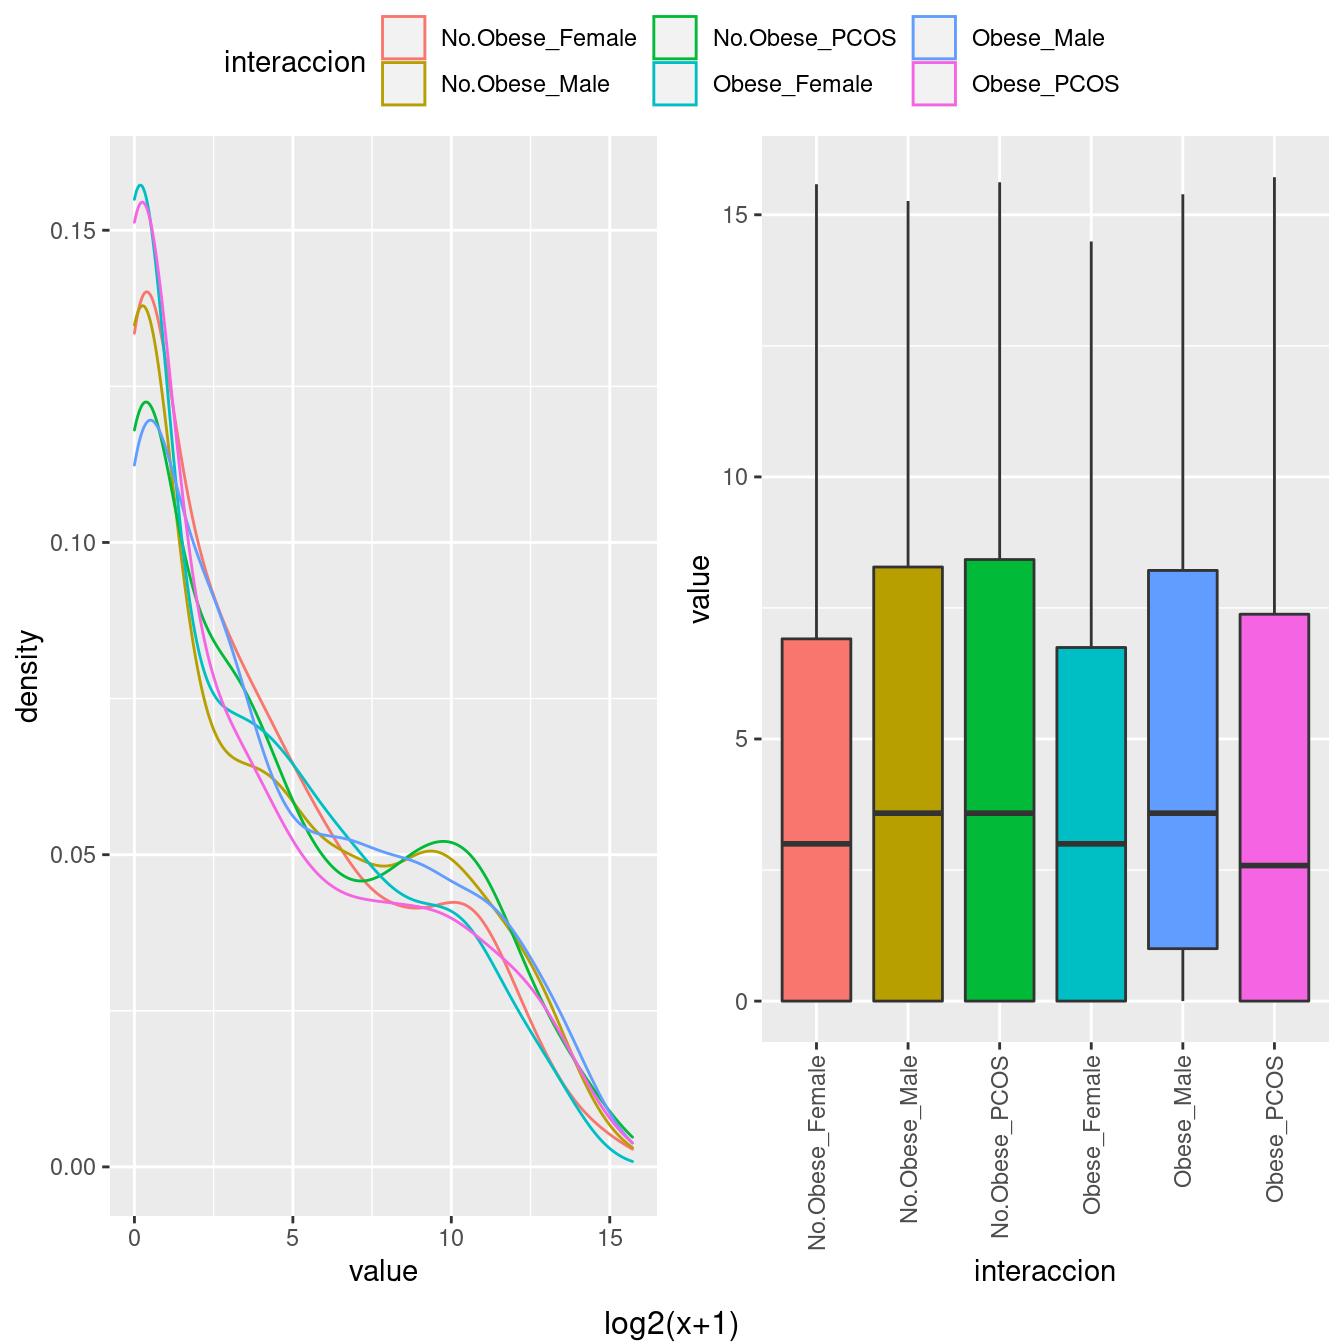 interaccion
No.Obese_Female
No.Obese_PCOS
Obese_Male
No.Obese_Male
Obese_Female
Obese_PCOS
density
0.15
0.10
0.05
0.00
0
5
10
15
value
value
15
10
5
0
No.Obese_Female
No.Obese_Male
No.Obese_PCOS
Obese_Female
Obese_Male
Obese_PCOS
interaccion
log2(x+1)